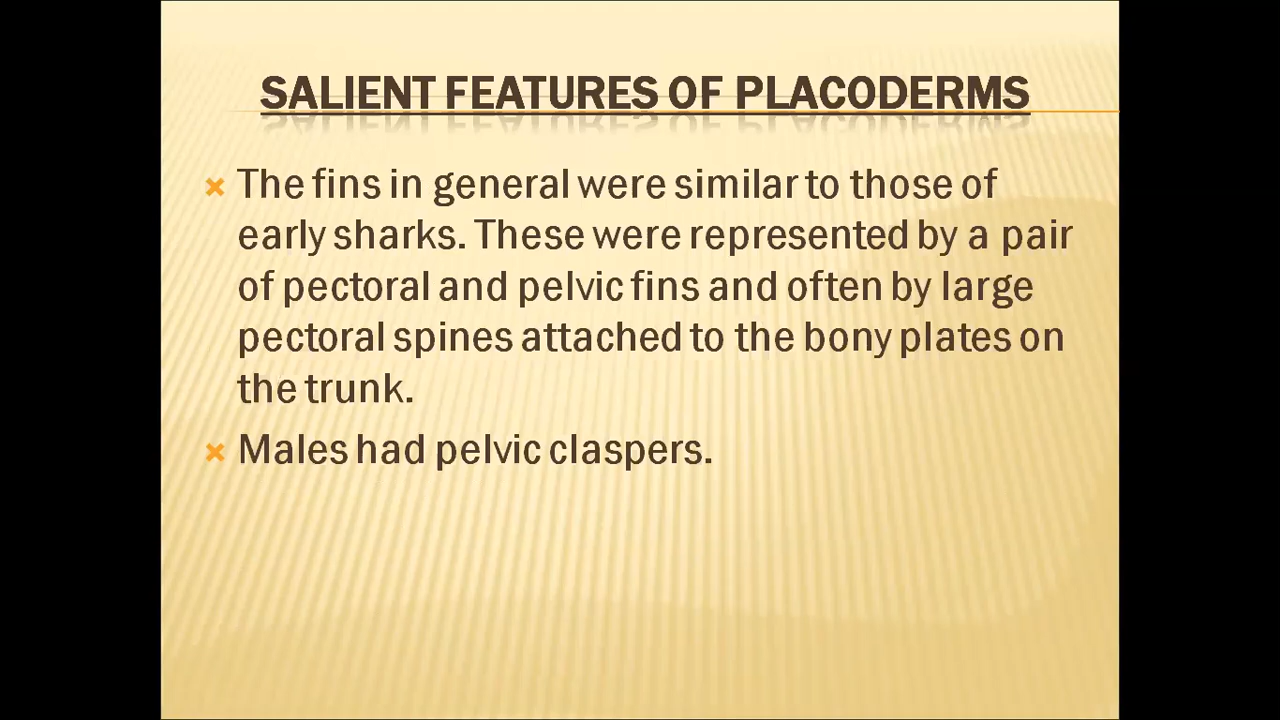 SALIENT FEATURES OF PLACODERMS
The fins in general were similar to those of
early sharks. These were represented by a pair
of pectoral and pelvic fins and often by large
pectoral spines attached to the bony plates on
the trunk.
Males had pelvic claspers.